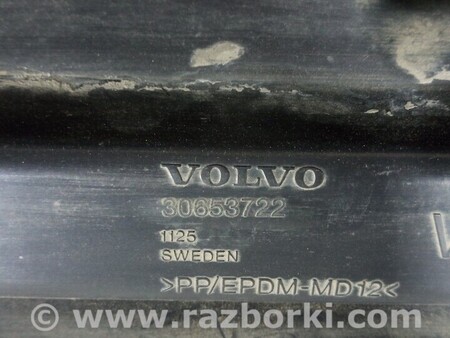 VOLVO
30653722
1125
SWEDEN
>PP/EPDM-MD12<
© www.razborki.com